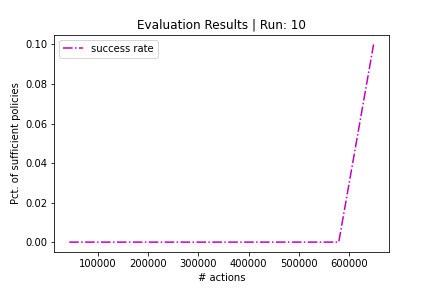 Evaluation Results | Run: 10
success rate
Pct. of sufficient policies
0.10
0.08
0.06
0.04
0.02
0.00
100000 200000 300000 400000 500000 600000
# actions